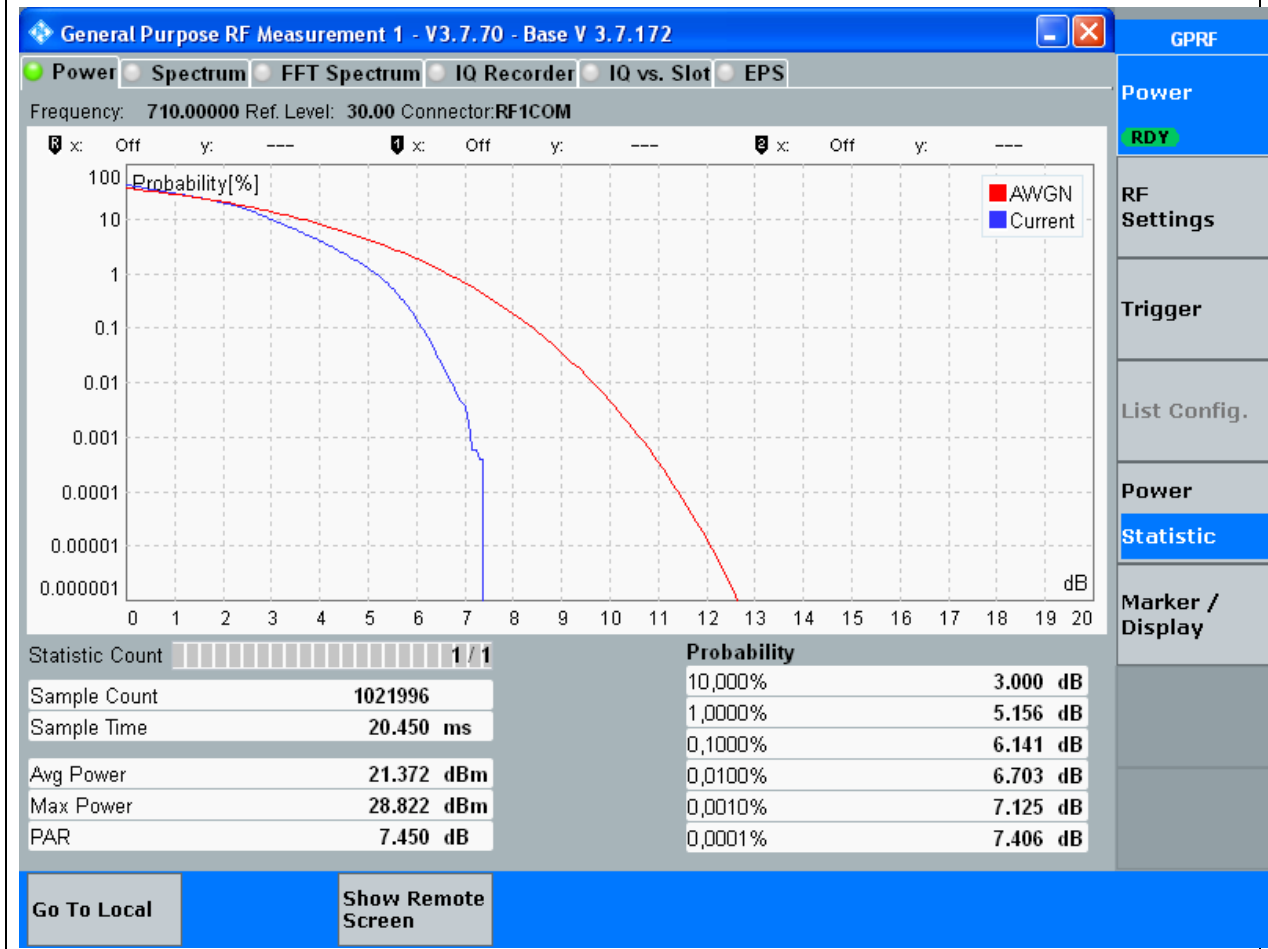 General Purpose RF Measurement 1 - V3.7.70 - Base V 3.7.172
Power Spectrum FFT Spectrum IQ Recorder IQ vs. Slot EPS
Frequency: 710.00000 Ref. Level: 30.00 Connector:RF1COM
R x: Off y: --- 1 x: Off y: --- 2 x: Off y: ---
Probability[%]
100
10
1
0.1
0.01
0.001
0.0001
0.00001
0.000001
AWGN
Current
dB
0 1 2 3 4 5 6 7 8 9 10 11 12 13 14 15 16 17 18 19 20
Statistic Count 1 / 1
Sample Count 1021996
Sample Time 20.450 ms
Avg Power 21.372 dBm
Max Power 28.822 dBm
PAR 7.450 dB
Probability
10,000% 3.000 dB
1,0000% 5.156 dB
0,1000% 6.141 dB
0,0100% 6.703 dB
0,0010% 7.125 dB
0,0001% 7.406 dB
GPRF
Power
RDY
RF
Settings
Trigger
List Config.
Power
Statistic
Marker /
Display
Go To Local
Show Remote
Screen